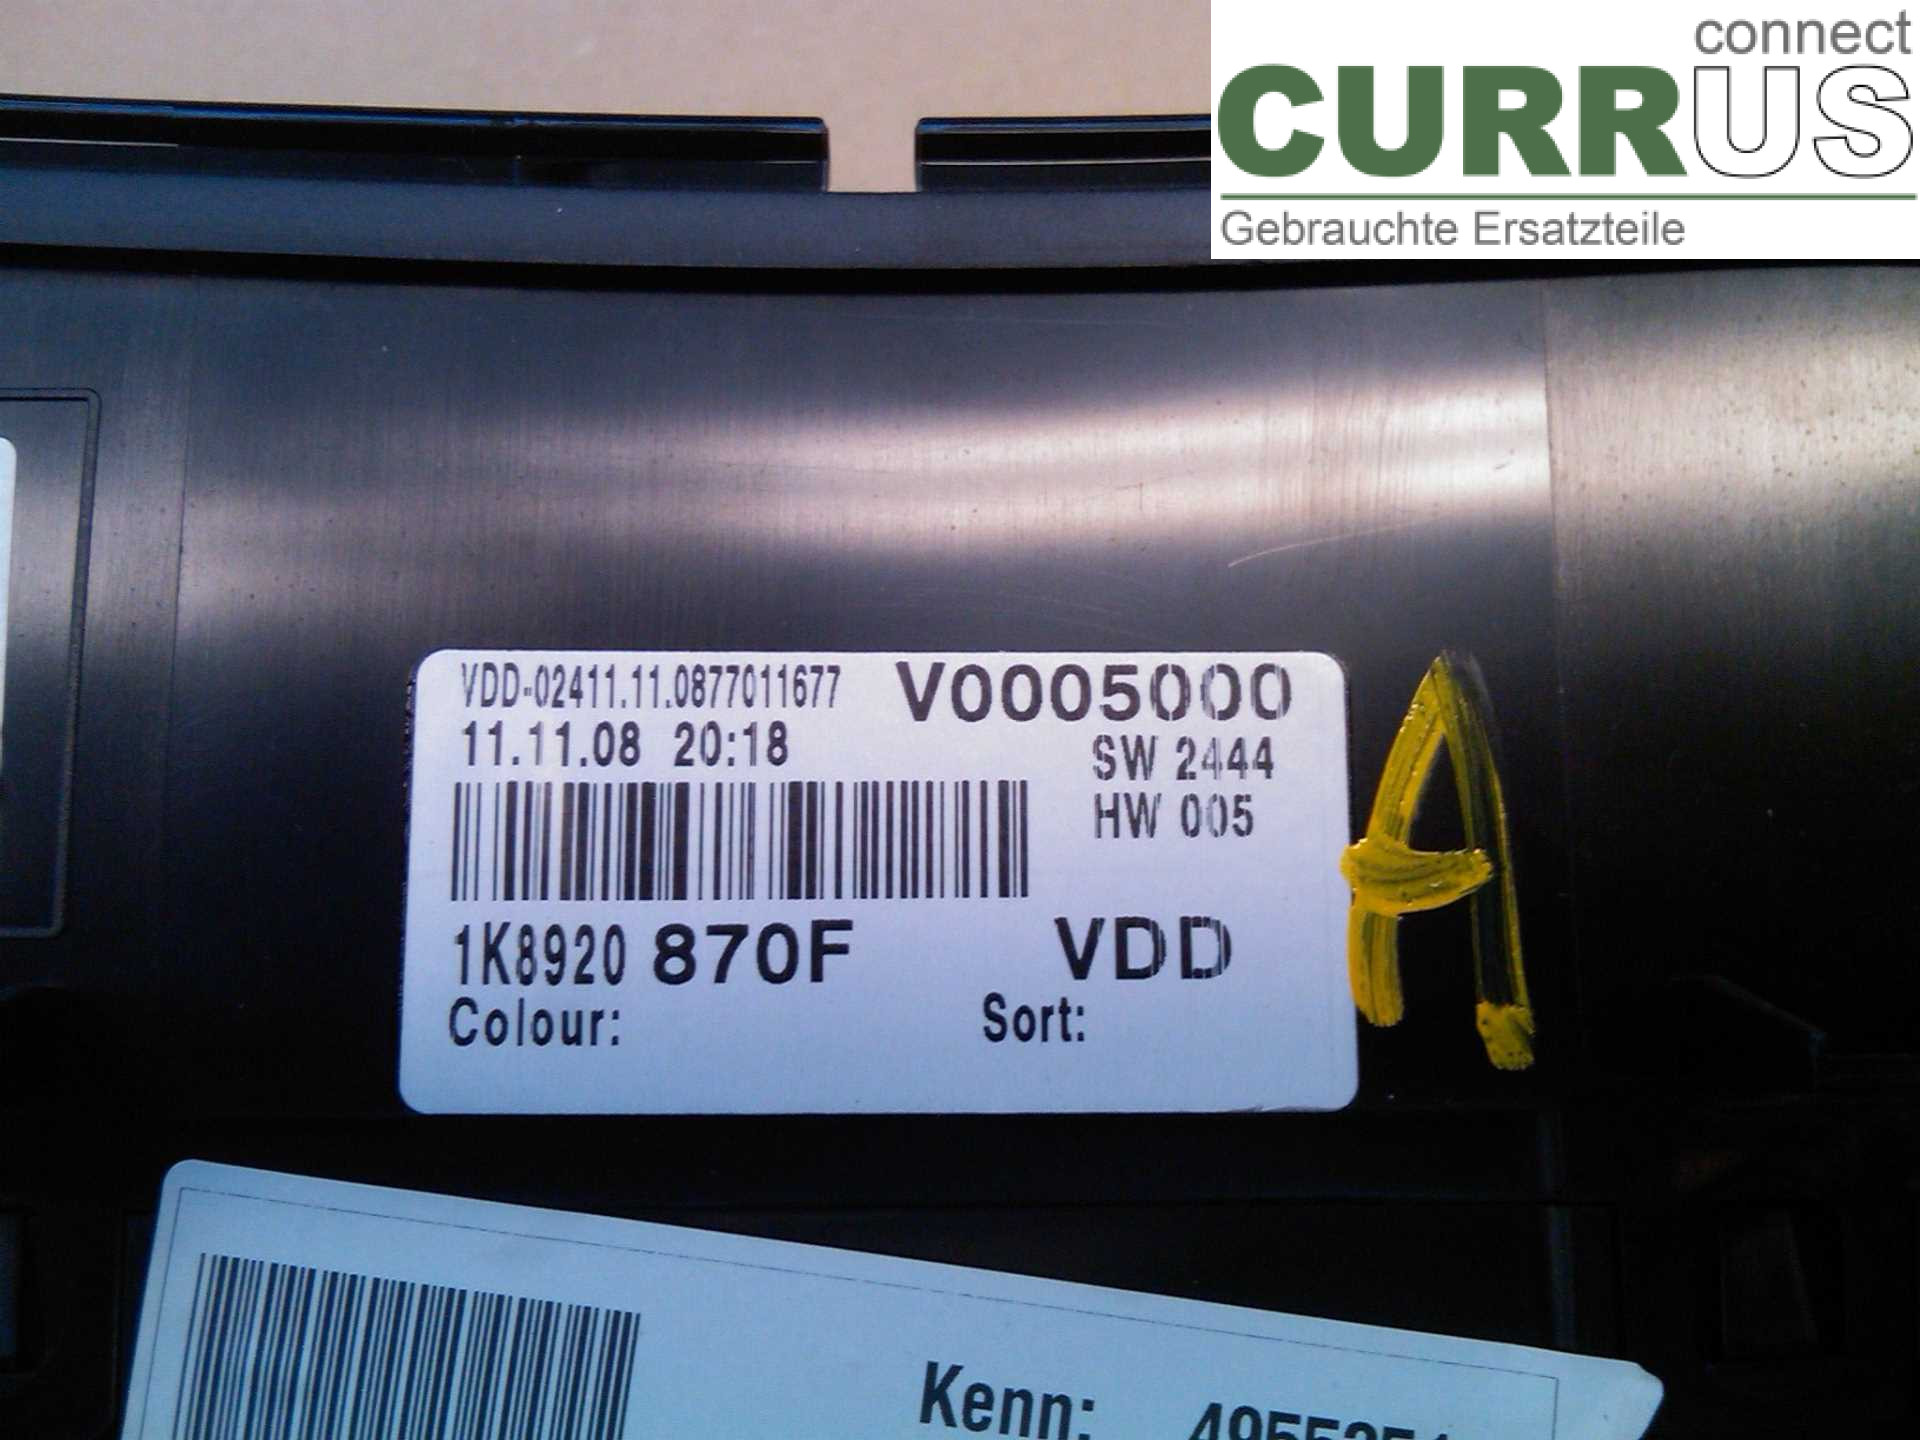 connect
CURRUS
Gebrauchte Ersatzteile
VDD-02411.11.0877011677 V0005000
11.11.08 20:18 SW 2444
HW 005
1K8920 870F VDD
Colour: Sort:
A
Kenn: